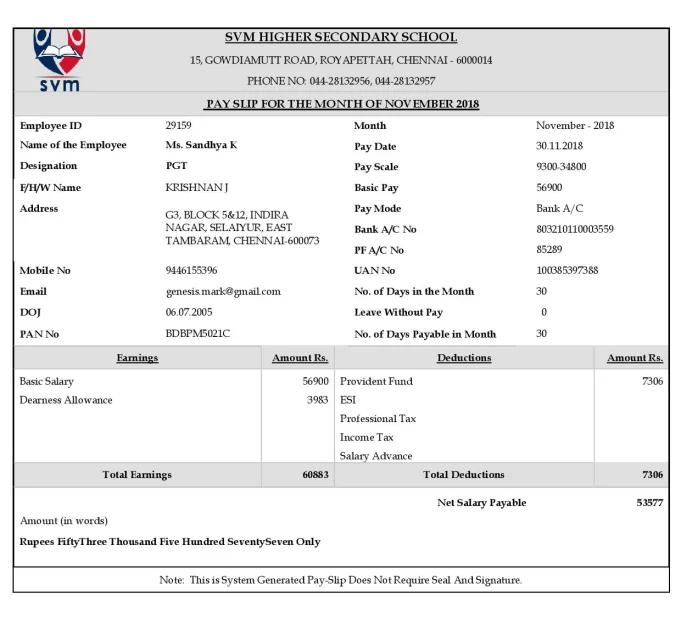 svm
SVM HIGHER SECONDARY SCHOOL
15, GOWDIAMUTT ROAD, ROYAPETTAH, CHENNAI - 6000014
PHONE NO: 044-28132956, 044-28132957
PAY SLIP FOR THE MONTH OF NOVEMBER 2018
Employee ID 29159 Month November - 2018
Name of the Employee Ms. Sandhya K Pay Date 30.11.2018
Designation PGT Pay Scale 9300-34800
F/H/W Name KRISHNAN J Basic Pay 56900
Address G3, BLOCK 5&12, INDIRA NAGAR, SELAIYUR, EAST TAMBARAM, CHENNAI-600073 Pay Mode Bank A/C
Bank A/C No 803210110003559
PF A/C No 85289
Mobile No 9446155396 UAN No 100385397388
Email genesis.mark@gmail.com No. of Days in the Month 30
DOJ 06.07.2005 Leave Without Pay 0
PAN No BDBPM5021C No. of Days Payable in Month 30
Earnings Amount Rs. Deductions Amount Rs.
Basic Salary 56900 Provident Fund 7306
Dearness Allowance 3983 ESI
Professional Tax
Income Tax
Salary Advance
Total Earnings 60883 Total Deductions 7306
Net Salary Payable 53577
Amount (in words)
Rupees FiftyThree Thousand Five Hundred SeventySeven Only
Note: This is System Generated Pay-Slip Does Not Require Seal And Signature.